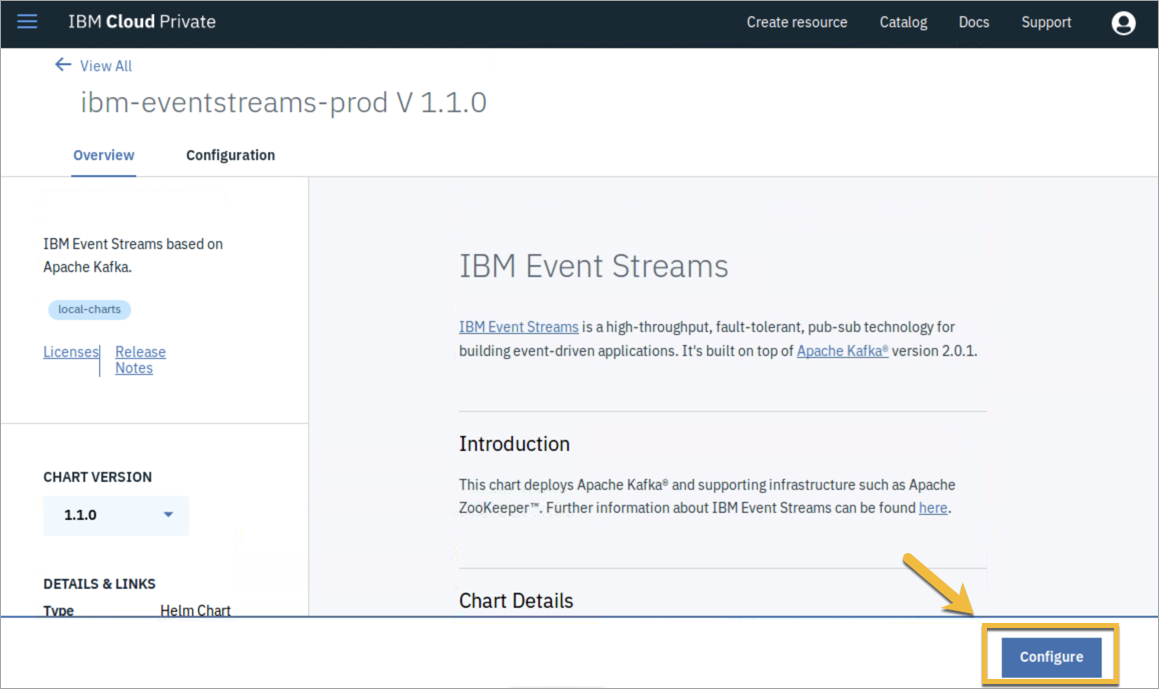 IBM Cloud Private
Create resource Catalog Docs Support
View All
ibm-eventstreams-prod V 1.1.0
Overview Configuration
IBM Event Streams based on
Apache Kafka.
local-charts
Licenses Release
Notes
CHART VERSION
1.1.0
DETAILS & LINKS
Type Helm Chart
IBM Event Streams
IBM Event Streams is a high-throughput, fault-tolerant, pub-sub technology for
building event-driven applications. It's built on top of Apache Kafka® version 2.0.1.
Introduction
This chart deploys Apache Kafka® and supporting infrastructure such as Apache
ZooKeeper™. Further information about IBM Event Streams can be found here.
Chart Details
Configure